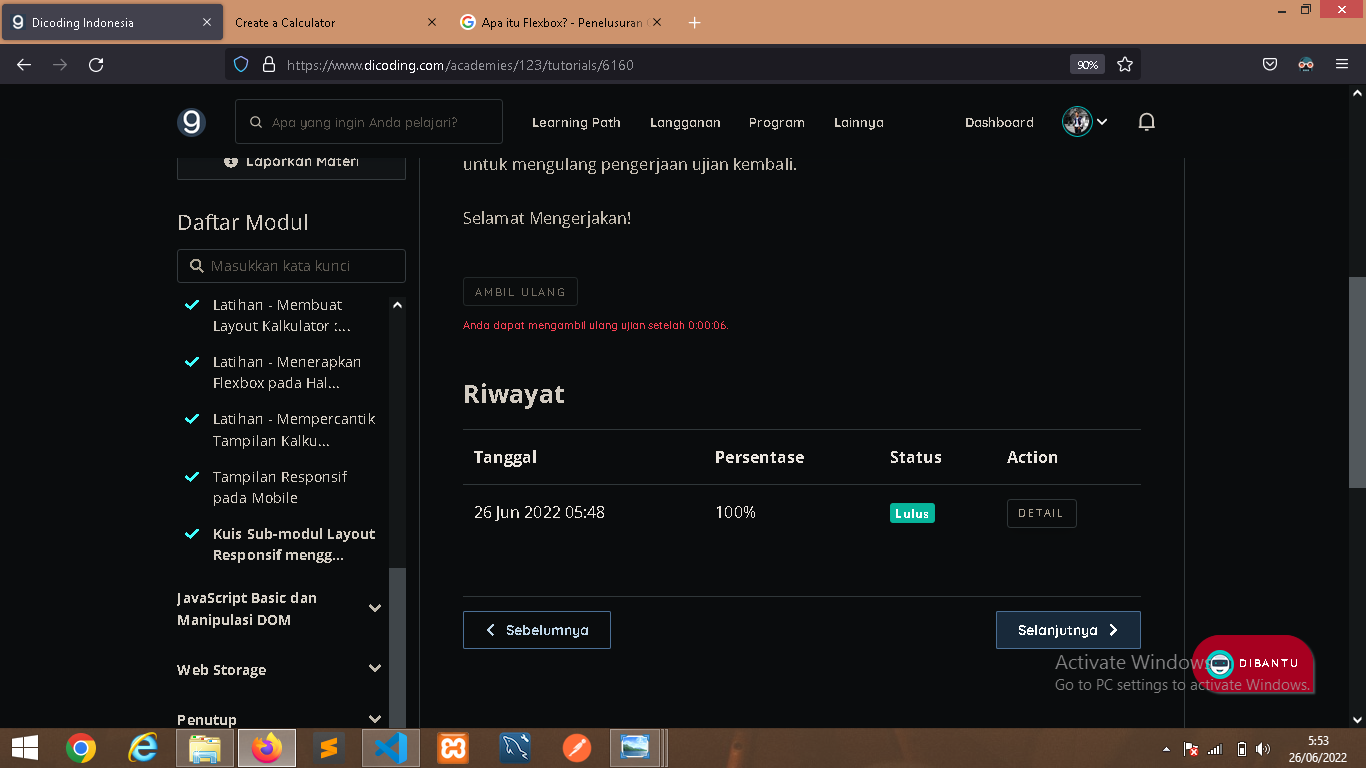 Dicoding Indonesia
Create a Calculator
Apa itu Flexbox? - Penelusuran
https://www.dicoding.com/academies/123/tutorials/6160
90%
Apa yang ingin Anda pelajari?
Learning Path
Langganan
Program
Lainnya
Dashboard
Laporkan Materi
Daftar Modul
Masukkan kata kunci
Latihan - Membuat
Layout Kalkulator :...
Latihan - Menerapkan
Flexbox pada Hal...
Latihan - Mempercantik
Tampilan Kalku...
Tampilan Responsif
pada Mobile
Kuis Sub-modul Layout
Responsif mengg...
JavaScript Basic dan
Manipulasi DOM
Web Storage
Penutup
untuk mengulang pengerjaan ujian kembali.
Selamat Mengerjakan!
AMBIL ULANG
Anda dapat mengambil ulang ujian setelah 0:00:06.
Riwayat
Tanggal Persentase Status Action
26 Jun 2022 05:48 100% Lulus DETAIL
Sebelumnya
Selanjutnya
DIBANTU
Activate Windows
Go to PC settings to activate Windows.
5:53
26/06/2022